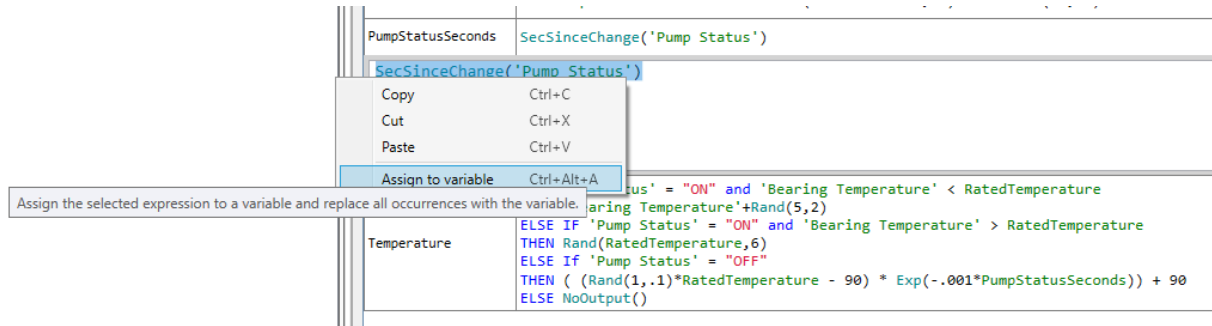 PumpStatusSeconds SecSinceChange('Pump Status')
SecSinceChange('Pump Status')
Copy Ctrl+C
Cut Ctrl+X
Paste Ctrl+V
Assign to variable Ctrl+Alt+A
Assign the selected expression to a variable and replace all occurrences with the variable.
tus' = "ON" and 'Bearing Temperature' < RatedTemperature
aring Temperature'+Rand(5,2)
ELSE IF 'Pump Status' = "ON" and 'Bearing Temperature' > RatedTemperature
Temperature THEN Rand(RatedTemperature,6)
ELSE If 'Pump Status' = "OFF"
THEN ( (Rand(1,.1)*RatedTemperature - 90) * Exp(-.001*PumpStatusSeconds)) + 90
ELSE NoOutput()